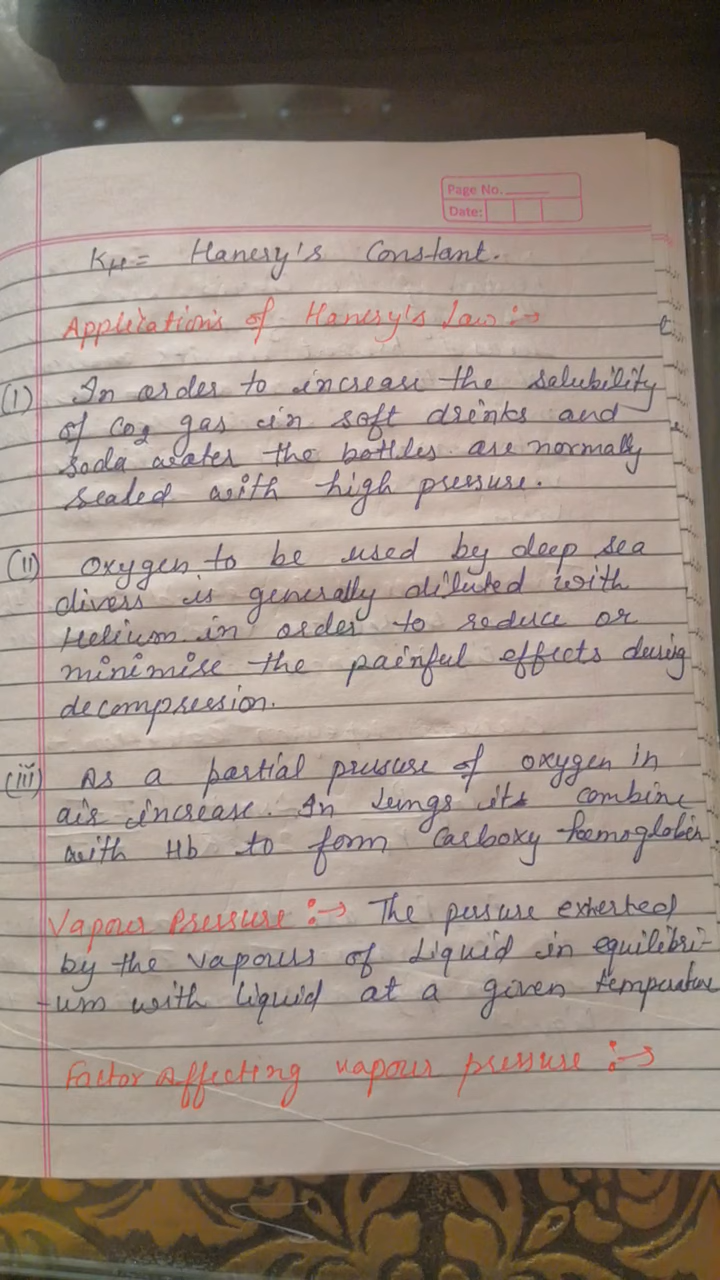 Page No.
Date:
KH = Hanery's Constant.
Applications of Hanery's Law :→
(i) In order to increase the solubility
of CO2 gas in soft drinks and
soda water the bottles are normally
sealed with high pressure.
(ii) Oxygen to be used by deep sea
divers is generally diluted with
Helium in order to reduce or
minimise the painful effects during
decompression.
(iii) As a partial pressure of oxygen in
air increase. In lungs its combine
with Hb to form Carboxy haemoglobin.
Vapour Pressure :→ The perssure exherted
by the vapours of Liquid in equilibri-
-um with liquid at a given temperature
Factor Affecting vapour pressure :→